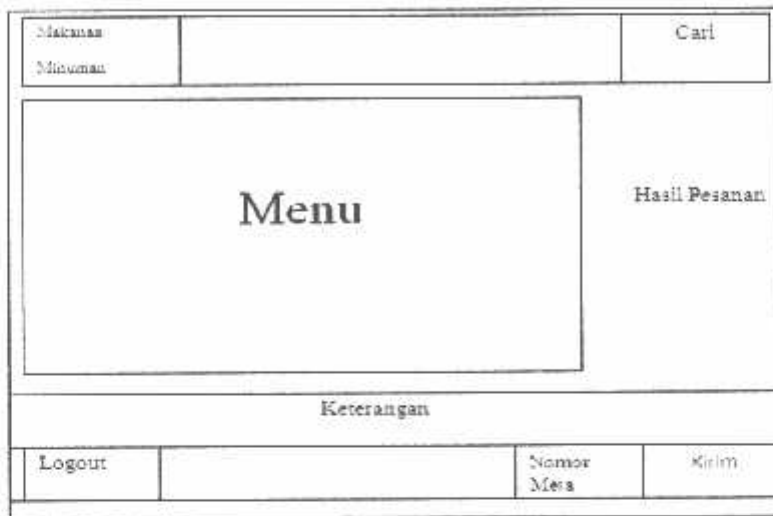 Makanan
Minuman
Cari
Menu
Hasil Pesanan
Keterangan
Logout
Nomor
Meja
Kirim